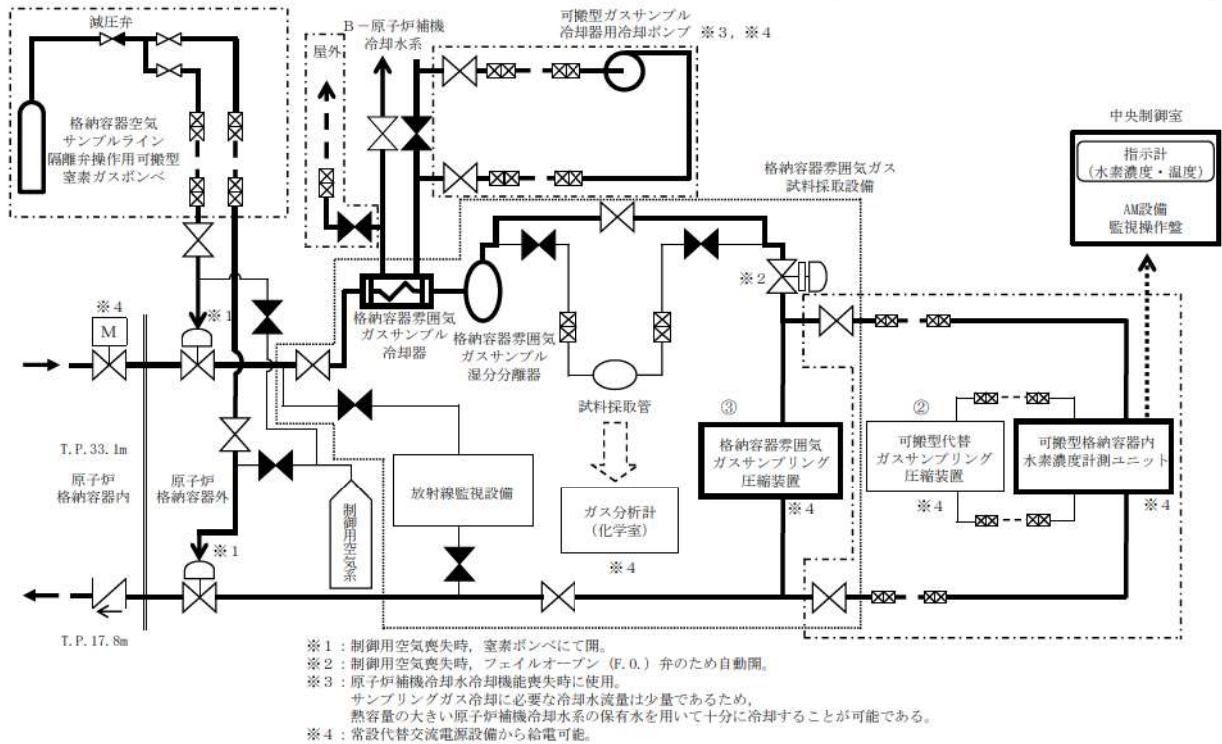 減圧弁
格納容器空気
サンプルライン
隔離弁操作用可搬型
窒素ガスボンベ
屋外
B－原子炉補機
冷却水系
可搬型ガスサンプル
冷却器用冷却ポンプ ※３，※４
中央制御室
指示計
(水素濃度・温度)
AM設備
監視操作盤
格納容器雰囲気ガス
試料採取設備
※４
M
※１
※２
格納容器雰囲気
ガスサンプル
冷却器
格納容器雰囲気
ガスサンプル
湿分分離器
試料採取管
③
格納容器雰囲気
ガスサンプリング
圧縮装置
※４
②
可搬型代替
ガスサンプリング
圧縮装置
※４
可搬型格納容器内
水素濃度計測ユニット
※４
T.P.33.1m
原子炉
格納容器内
原子炉
格納容器外
放射線監視設備
ガス分析計
(化学室)
※４
制御用空気系
※１
T.P.17.8m
※１：制御用空気喪失時，窒素ボンベにて開。
※２：制御用空気喪失時，フェイルオープン（F.O.）弁のため自動開。
※３：原子炉補機冷却水冷却機能喪失時に使用。
サンプリングガス冷却に必要な冷却水流量は少量であるため，
熱容量の大きい原子炉補機冷却水系の保有水を用いて十分に冷却することが可能である。
※４：常設代替交流電源設備から給電可能。